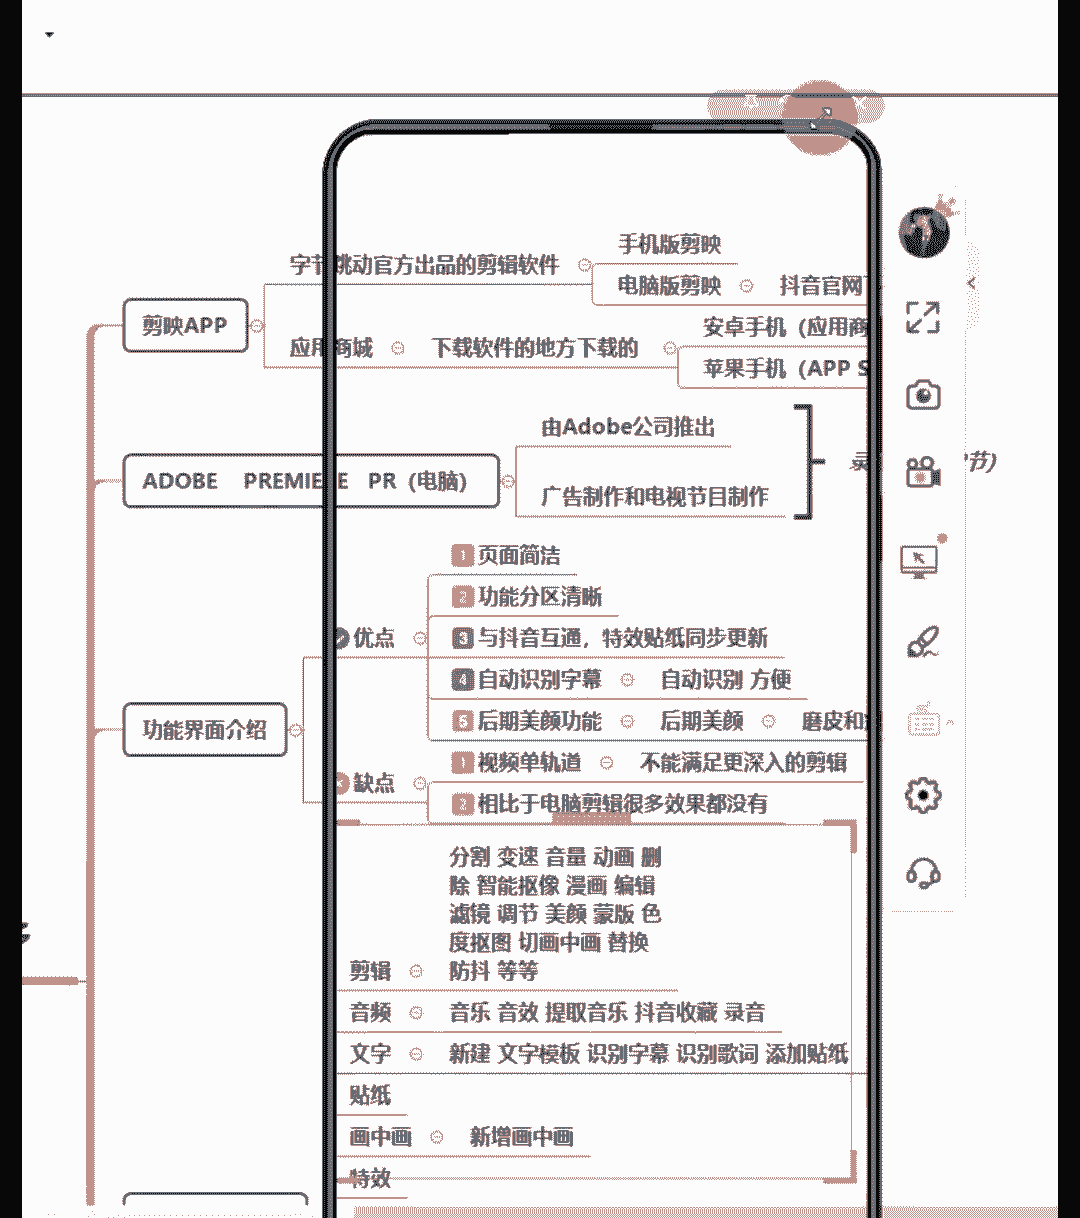 手机版剪映
字节跳动官方出品的剪辑软件
电脑版剪映
抖音官网
剪映APP
安卓手机（应用商
应用商城
下载软件的地方下载的
苹果手机（APP S
由Adobe公司推出
录
节)
ADOBE PREMIE E PR（电脑）
广告制作和电视节目制作
1 页面简洁
2 功能分区清晰
优点
3 与抖音互通，特效贴纸同步更新
4 自动识别字幕
自动识别 方便
5 后期美颜功能
后期美颜
磨皮和
功能界面介绍
1 视频单轨道
不能满足更深入的剪辑
缺点
2 相比于电脑剪辑很多效果都没有
分割 变速 音量 动画 删
除 智能抠像 漫画 编辑
滤镜 调节 美颜 蒙版 色
度抠图 切画中画 替换
剪辑
防抖 等等
音频
音乐 音效 提取音乐 抖音收藏 录音
文字
新建 文字模板 识别字幕 识别歌词 添加贴纸
贴纸
画中画
新增画中画
特效